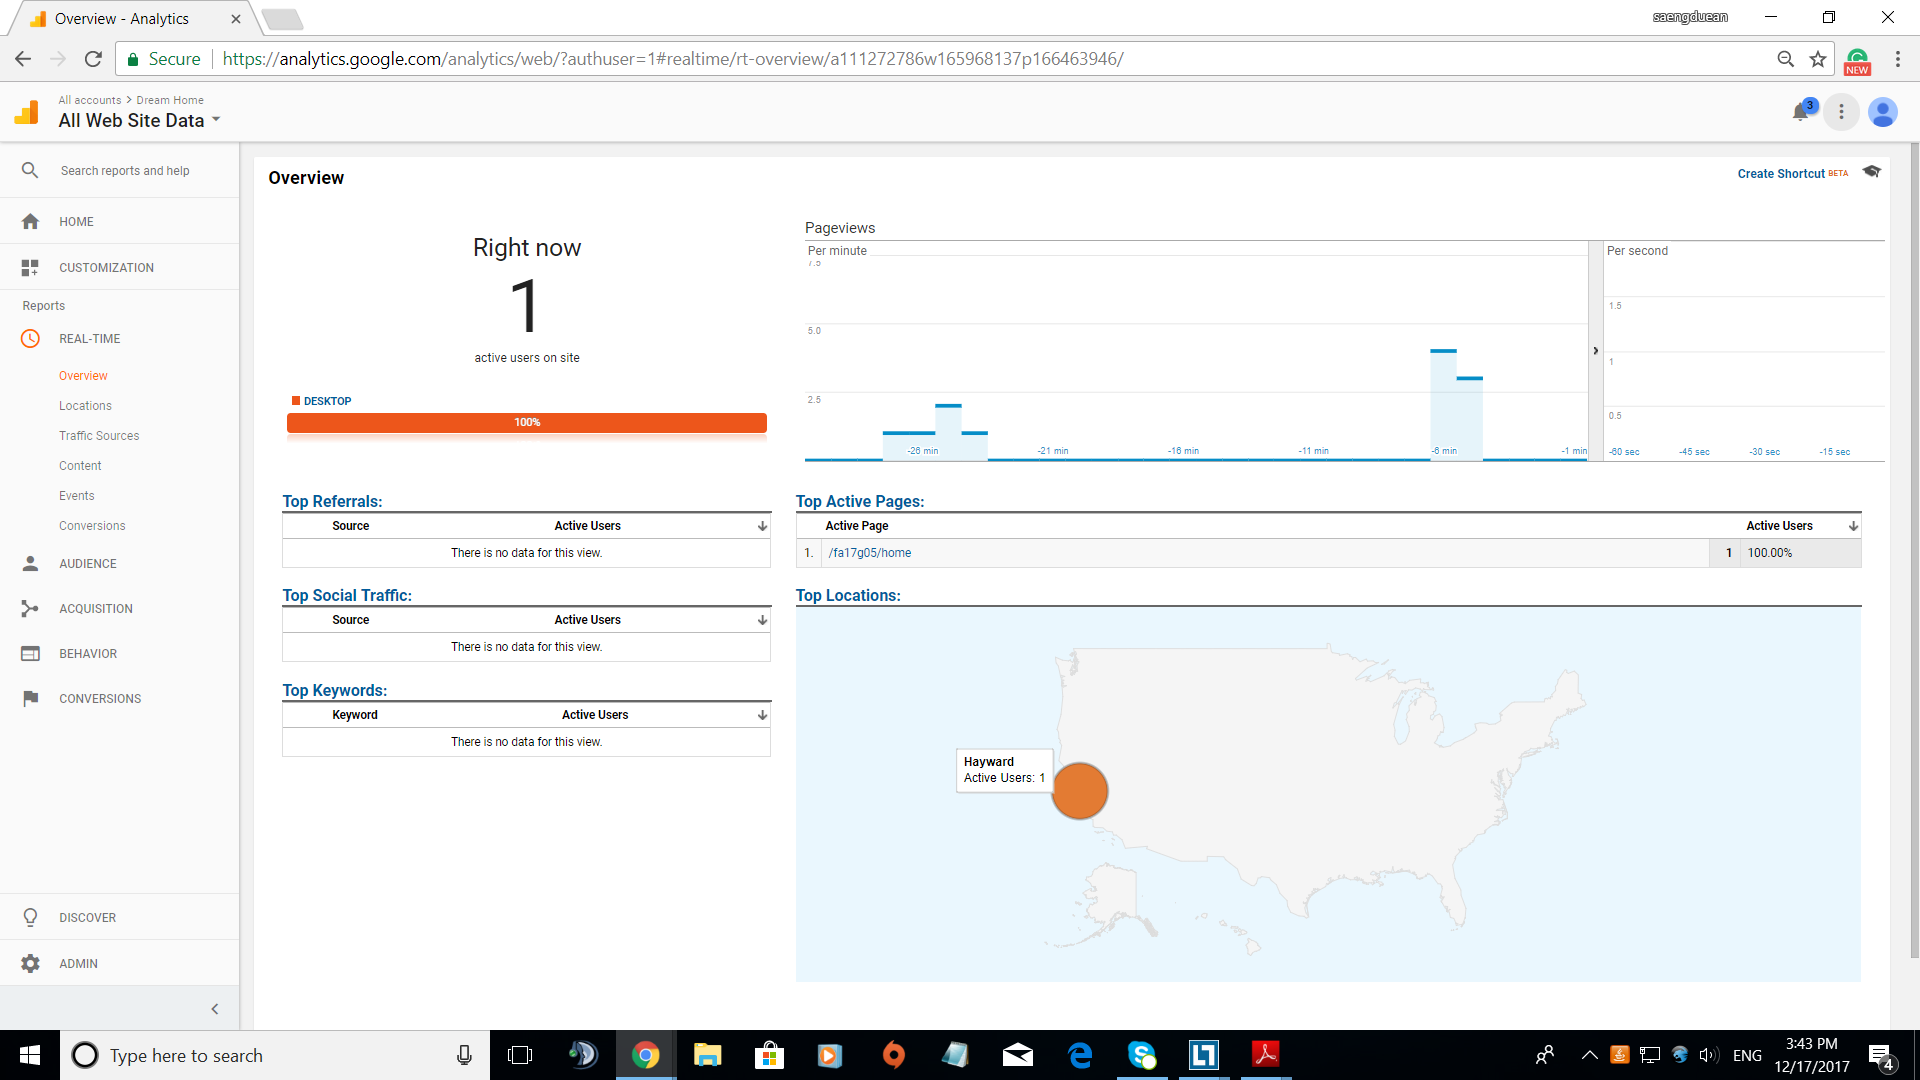 Overview - Analytics
saengduean
Secure
https://analytics.google.com/analytics/web/?authuser=1#realtime/rt-overview/a111272786w165968137p166463946/
NEW
All accounts > Dream Home
All Web Site Data
3
Search reports and help
HOME
CUSTOMIZATION
Reports
REAL-TIME
Overview
Locations
Traffic Sources
Content
Events
Conversions
AUDIENCE
ACQUISITION
BEHAVIOR
CONVERSIONS
DISCOVER
ADMIN
Overview
Create Shortcut BETA
Right now
1
active users on site
DESKTOP
100%
Pageviews
Per minute
7.5
5.0
2.5
-26 min
-21 min
-16 min
-11 min
-6 min
-1 min
Per second
1.5
1
0.5
-60 sec
-45 sec
-30 sec
-15 sec
Top Referrals:
Source Active Users
There is no data for this view.
Top Social Traffic:
Source Active Users
There is no data for this view.
Top Keywords:
Keyword Active Users
There is no data for this view.
Top Active Pages:
Active Page Active Users
1. /fa17g05/home 1 100.00%
Top Locations:
Hayward
Active Users: 1
Type here to search
ENG
3:43 PM
12/17/2017
4